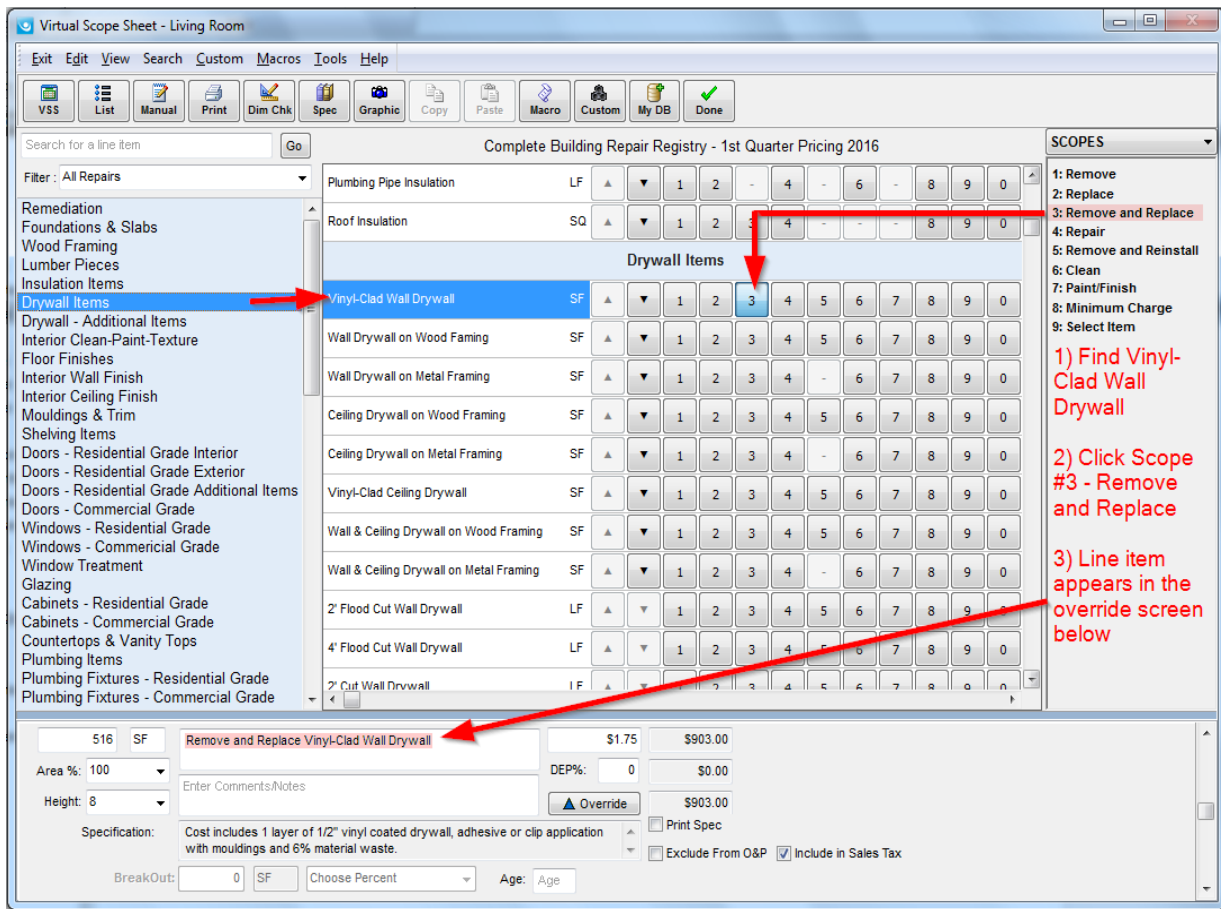 Virtual Scope Sheet - Living Room
Exit Edit View Search Custom Macros Tools Help
VSS List Manual Print Dim Chk Spec Graphic Copy Paste Macro Custom My DB Done
Search for a line item Go
Filter : All Repairs
Remediation
Foundations & Slabs
Wood Framing
Lumber Pieces
Insulation Items
Drywall Items
Drywall - Additional Items
Interior Clean-Paint-Texture
Floor Finishes
Interior Wall Finish
Interior Ceiling Finish
Mouldings & Trim
Shelving Items
Doors - Residential Grade Interior
Doors - Residential Grade Exterior
Doors - Residential Grade Additional Items
Doors - Commercial Grade
Windows - Residential Grade
Windows - Commericial Grade
Window Treatment
Glazing
Cabinets - Residential Grade
Cabinets - Commercial Grade
Countertops & Vanity Tops
Plumbing Items
Plumbing Fixtures - Residential Grade
Plumbing Fixtures - Commercial Grade
Complete Building Repair Registry - 1st Quarter Pricing 2016
Plumbing Pipe Insulation LF 1 2 - 4 - 6 - 8 9 0
Roof Insulation SQ 1 2 3 4 - - - 8 9 0
Drywall Items
Vinyl-Clad Wall Drywall SF 1 2 3 4 5 6 7 8 9 0
Wall Drywall on Wood Faming SF 1 2 3 4 5 6 7 8 9 0
Wall Drywall on Metal Framing SF 1 2 3 4 - 6 7 8 9 0
Ceiling Drywall on Wood Framing SF 1 2 3 4 5 6 7 8 9 0
Ceiling Drywall on Metal Framing SF 1 2 3 4 - 6 7 8 9 0
Vinyl-Clad Ceiling Drywall SF 1 2 3 4 5 6 7 8 9 0
Wall & Ceiling Drywall on Wood Framing SF 1 2 3 4 5 6 7 8 9 0
Wall & Ceiling Drywall on Metal Framing SF 1 2 3 4 - 6 7 8 9 0
2' Flood Cut Wall Drywall LF 1 2 3 4 5 6 7 8 9 0
4' Flood Cut Wall Drywall LF 1 2 3 4 5 6 7 8 9 0
2' Cut Wall Drywall LF 1 2 3 4 5 6 7 8 9 0
SCOPES
1: Remove
2: Replace
3: Remove and Replace
4: Repair
5: Remove and Reinstall
6: Clean
7: Paint/Finish
8: Minimum Charge
9: Select Item
1) Find Vinyl-
Clad Wall
Drywall
2) Click Scope
#3 - Remove
and Replace
3) Line item
appears in the
override screen
below
516 SF Remove and Replace Vinyl-Clad Wall Drywall $1.75 $903.00
Area %: 100 DEP%: 0 $0.00
Enter Comments/Notes
Height: 8 Override $903.00
Specification: Cost includes 1 layer of 1/2" vinyl coated drywall, adhesive or clip application
with mouldings and 6% material waste.
Print Spec
Exclude From O&P Include in Sales Tax
BreakOut: 0 SF Choose Percent Age: Age